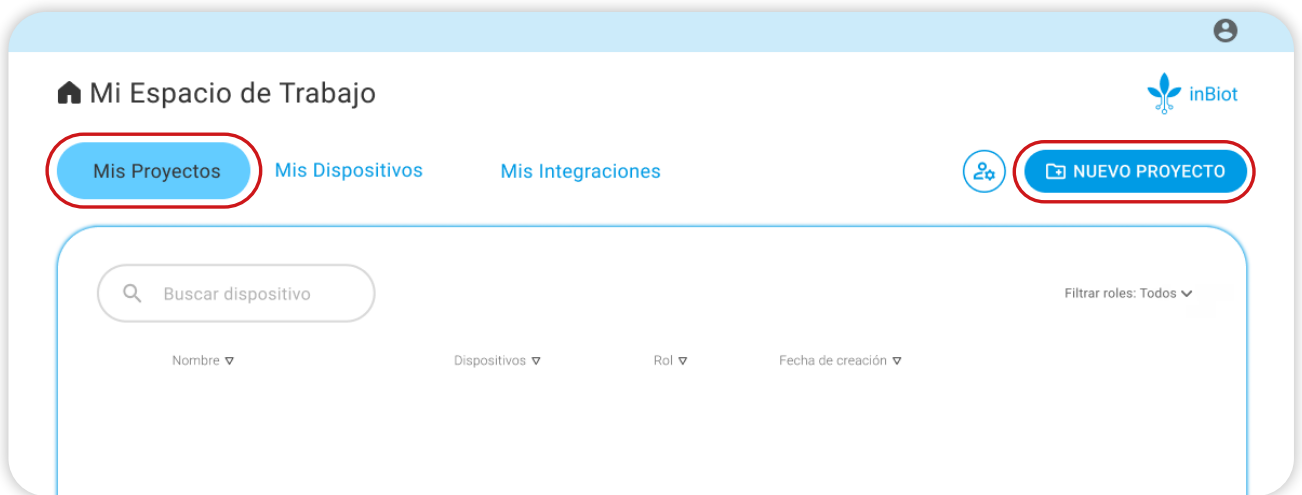 Mi Espacio de Trabajo
inBiot
Mis Proyectos
Mis Dispositivos
Mis Integraciones
NUEVO PROYECTO
Buscar dispositivo
Filtrar roles: Todos
Nombre
Dispositivos
Rol
Fecha de creación